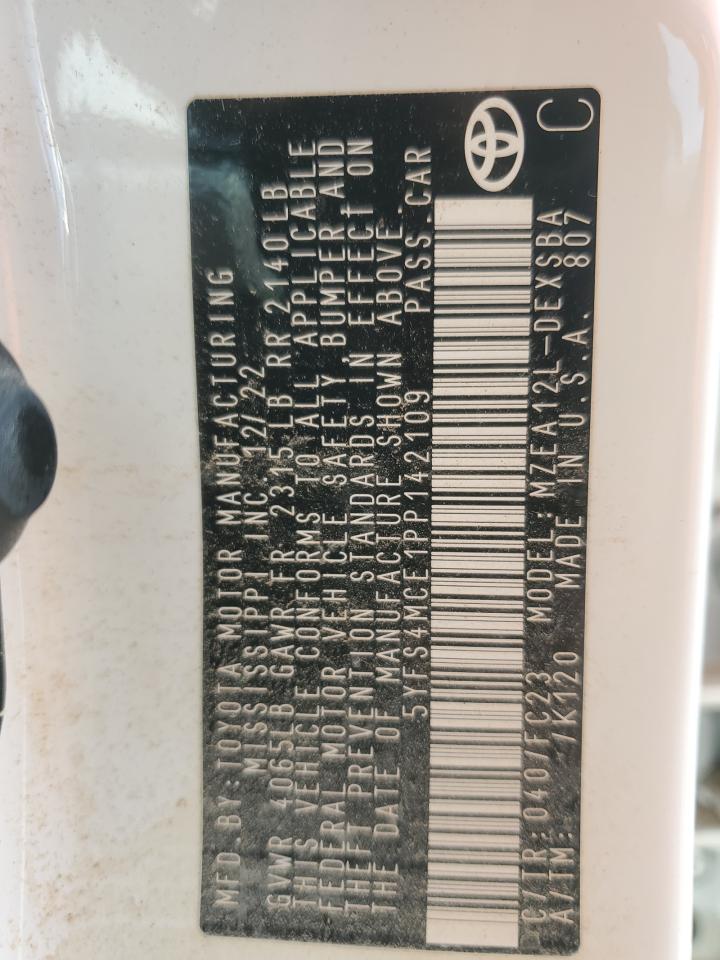 MFD BY: TOYOTA MOTOR MANUFACTURING
MISSISSIPPI INC 12/22
GVWR 4065LB GAWR FR 2315 LB RR 2140LB
THIS VEHICLE CONFORMS TO ALL APPLICABLE
FEDERAL MOTOR VEHICLE SAFETY, BUMPER AND
THEFT PREVENTION STANDARDS IN EFFECT ON
THE DATE OF MANUFACTURE SHOWN ABOVE.
5YFS4MCE1PP142109 PASS.CAR
C/TR: 040/FC23 MODEL: MZEA12L-DEXSBA
A/TM: /K120 MADE IN U.S.A. 807
C